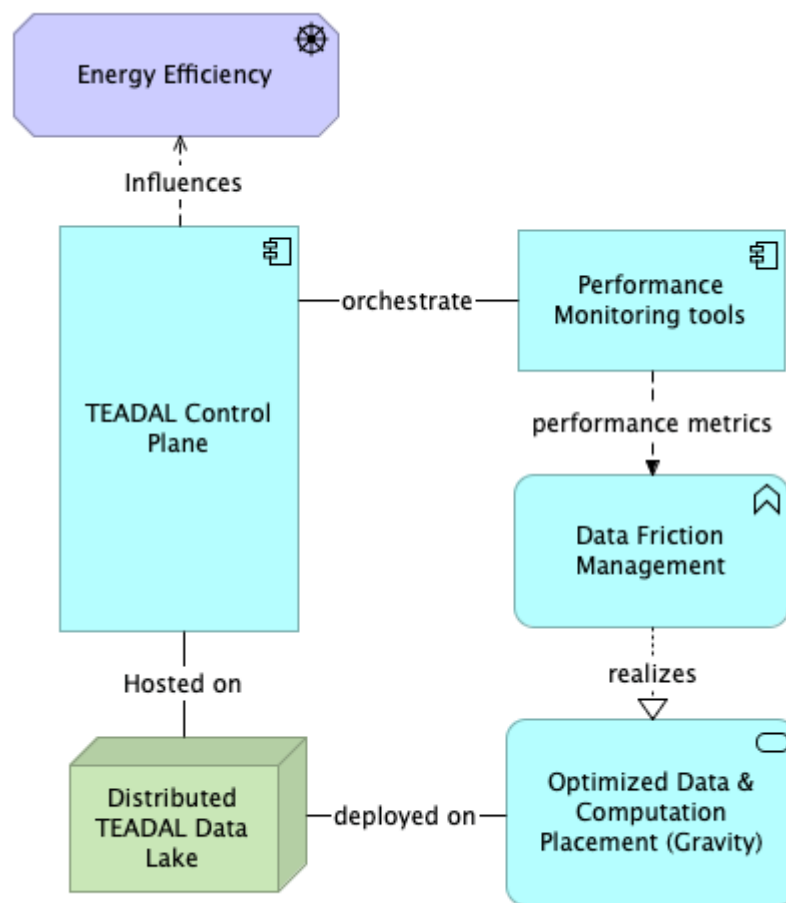 Energy Efficiency
Influences
TEADAL Control
Plane
orchestrate
Performance
Monitoring tools
performance metrics
Data Friction
Management
realizes
Hosted on
Distributed
TEADAL Data
Lake
deployed on
Optimized Data &
Computation
Placement (Gravity)